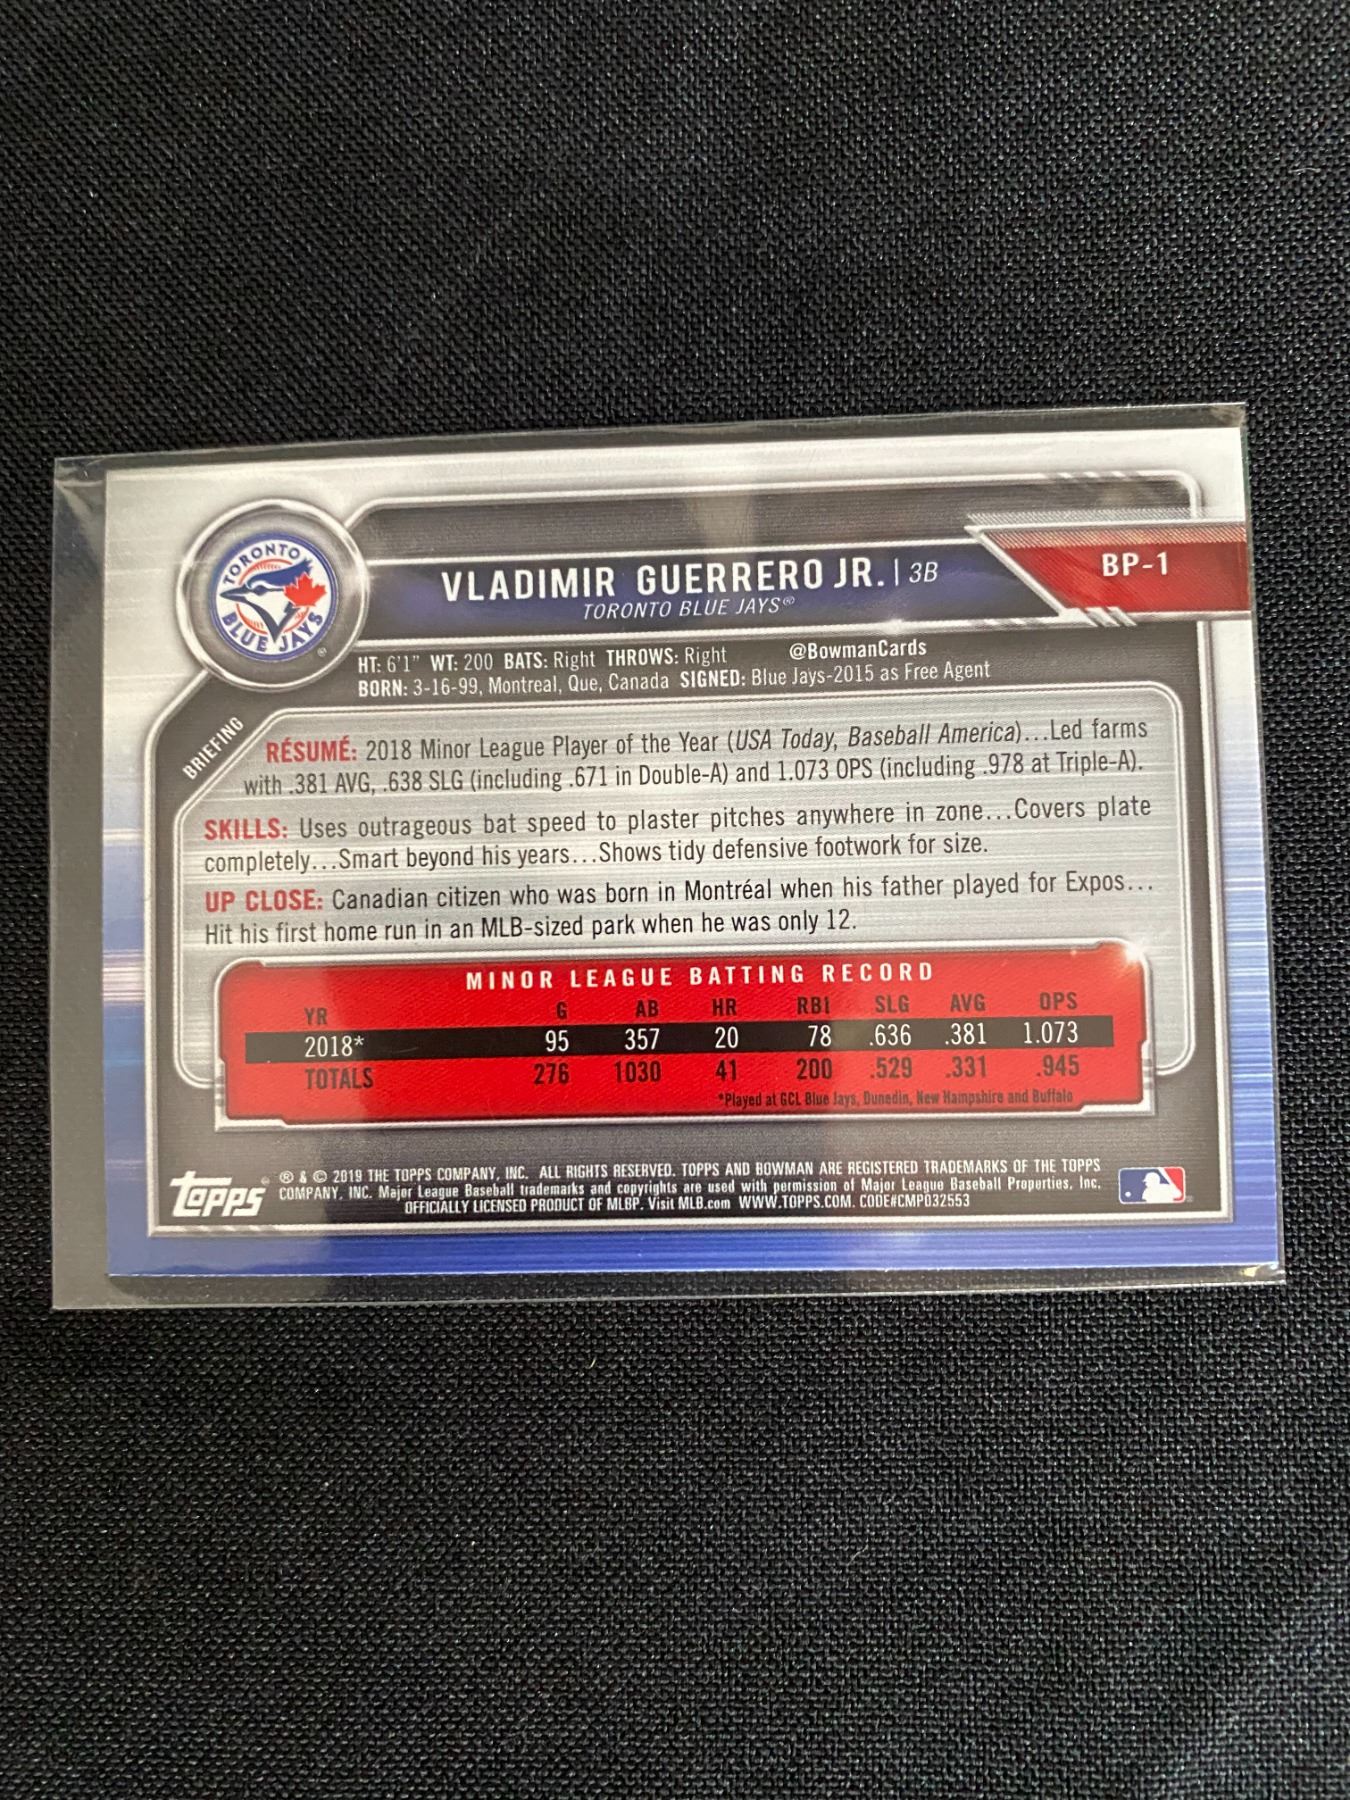 TORONTO
BLUE JAYS
®
VLADIMIR GUERRERO JR. | 3B
BP-1
TORONTO BLUE JAYS®
HT: 6'1" WT: 200 BATS: Right THROWS: Right @BowmanCards
BORN: 3-16-99, Montreal, Que, Canada SIGNED: Blue Jays-2015 as Free Agent
BRIEFING
RÉSUMÉ: 2018 Minor League Player of the Year (USA Today, Baseball America)...Led farms
with .381 AVG, .638 SLG (including .671 in Double-A) and 1.073 OPS (including .978 at Triple-A).
SKILLS: Uses outrageous bat speed to plaster pitches anywhere in zone...Covers plate
completely...Smart beyond his years...Shows tidy defensive footwork for size.
UP CLOSE: Canadian citizen who was born in Montréal when his father played for Expos...
Hit his first home run in an MLB-sized park when he was only 12.
MINOR LEAGUE BATTING RECORD
YR G AB HR RBI SLG AVG OPS
2018* 95 357 20 78 .636 .381 1.073
TOTALS 276 1030 41 200 .529 .331 .945
*Played at GCL Blue Jays, Dunedin, New Hampshire and Buffalo
topps®
® & © 2019 THE TOPPS COMPANY, INC. ALL RIGHTS RESERVED. TOPPS AND BOWMAN ARE REGISTERED TRADEMARKS OF THE TOPPS
COMPANY, INC. Major League Baseball trademarks and copyrights are used with permission of Major League Baseball Properties, Inc.
OFFICIALLY LICENSED PRODUCT OF MLBP. Visit MLB.com WWW.TOPPS.COM. CODE#CMP032553